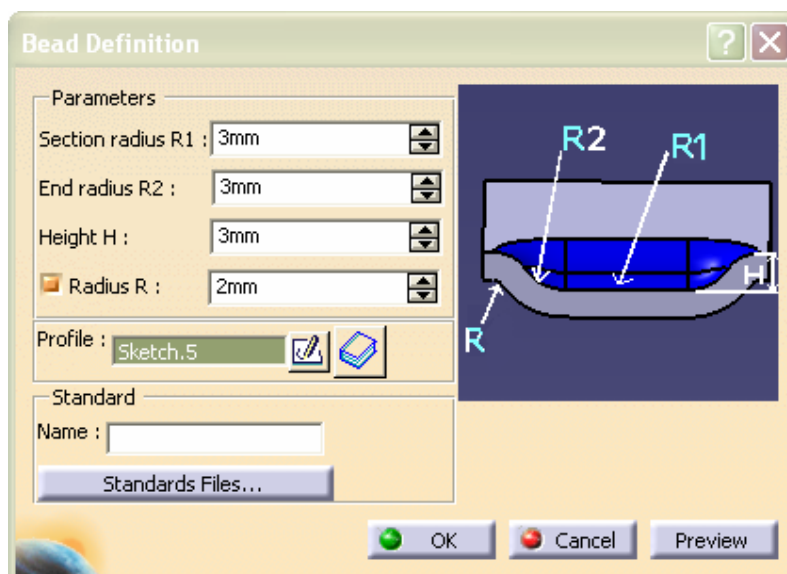 Bead Definition
?
X
Parameters
Section radius R1 : 3mm
End radius R2 : 3mm
Height H : 3mm
Radius R : 2mm
Profile : Sketch.5
Standard
Name :
Standards Files...
R2
R1
H
R
OK
Cancel
Preview